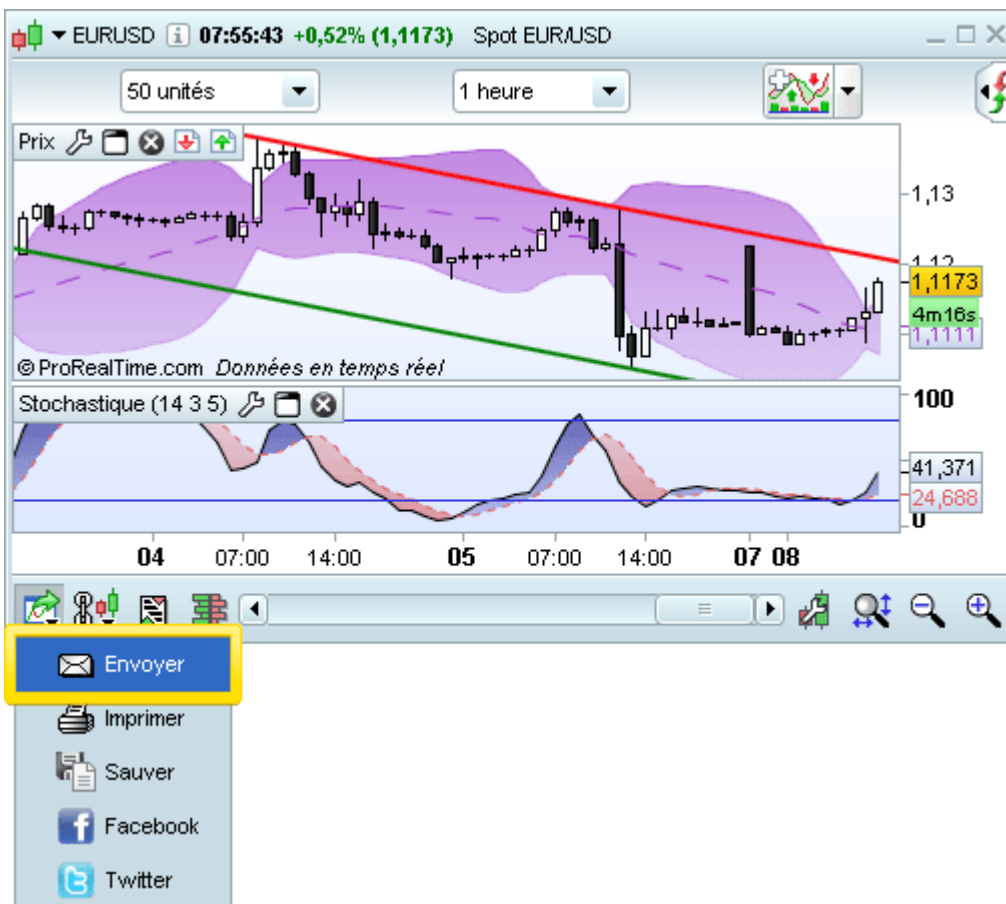 EURUSD i 07:55:43 +0,52% (1,1173) Spot EUR/USD
50 unités 1 heure
Prix
1,13
1,12
1,1173
4m16s
1,1111
© ProRealTime.com Données en temps réel
Stochastique (14 3 5)
100
41,371
24,688
0
04 07:00 14:00 05 07:00 14:00 07 08
Envoyer
Imprimer
Sauver
Facebook
Twitter